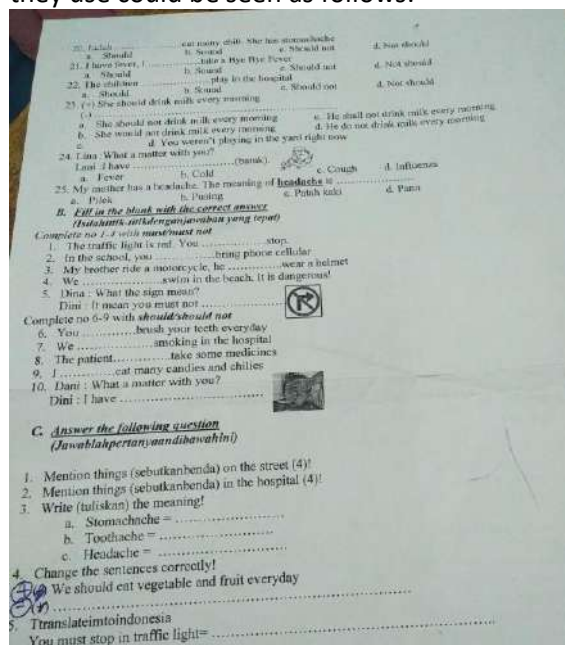 they use could be seen as follows:
20. Indah .............. eat many chili. She has stomachache
a. Should b. Sound c. Should not d. Not should
21. I have fever, I ..............take a Bye Bye Fever
a. Should b. Sound c. Should not d. Not should
22. The children ..............play in the hospital
a. Should b. Sound c. Should not d. Not should
23. (+) She should drink milk every morning
(-)
a. She should not drink milk every morning c. He shall not drink milk every morning
b. She would not drink milk every morning d. He do not drink milk every morning
c. d. You weren't playing in the yard right now
24. Lina :What a matter with you?
Lani :I have ..............(batuk).
a. Fever b. Cold c. Cough d. Influenza
25. My mother has a headache. The meaning of headache is ..............
a. Pilek b. Pusing c. Patah kaki d. Panu
B. Fill in the blank with the correct answer
Complete no 1-4 with must/must not
1. The traffic light is red. You ..............stop.
2. In the school, you ..............bring phone cellular
3. My brother ride a motorcycle, he ..............wear a helmet
4. We ..............swim in the beach. It is dangerous!
5. Dina : What the sign mean?
Dini : It mean you must not ..............
Complete no 6-9 with should/should not
6. You ..............brush your teeth everyday
7. We ..............smoking in the hospital
8. The patient..............take some medicines
9. I ..............eat many candies and chilies
10. Dani : What a matter with you?
Dini : I have ..............
C. Answer the following question
(Jawablahpertanyaandibawahini)
1. Mention things (sebutkanbenda) on the street (4)!
2. Mention things (sebutkanbenda) in the hospital (4)!
3. Write (tuliskan) the meaning!
a. Stomachache = ..............
b. Toothache = ..............
c. Headache = ..............
4. Change the sentences correctly!
We should eat vegetable and fruit everyday
5. Ttranslateimtoindonesia
You must stop in traffic light= ..............